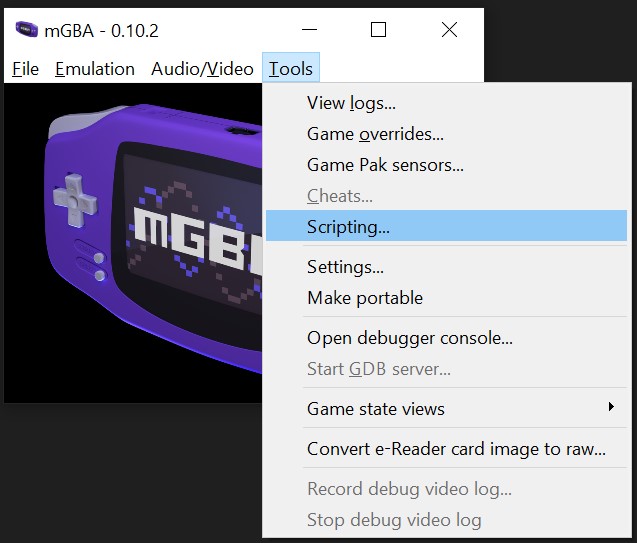 mGBA - 0.10.2
File Emulation Audio/Video Tools
View logs...
Game overrides...
Game Pak sensors...
Cheats...
Scripting...
Settings...
Make portable
Open debugger console...
Start GDB server...
Game state views
Convert e-Reader card image to raw...
Record debug video log...
Stop debug video log
mGB